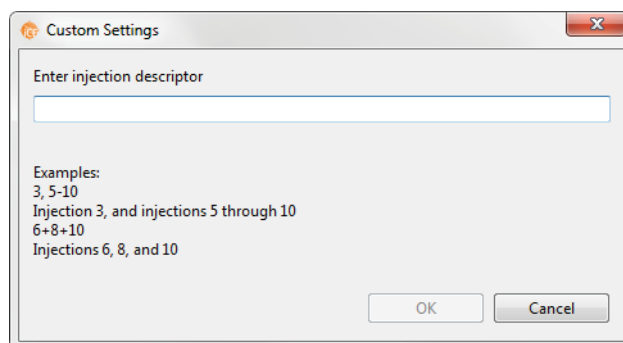 Custom Settings
Enter injection descriptor
Examples:
3, 5-10
Injection 3, and injections 5 through 10
6+8+10
Injections 6, 8, and 10
OK
Cancel